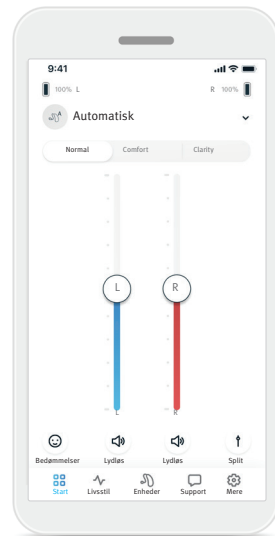 9:41
100% L R 100%
A
Automatisk
Normal Comfort Clarity
L R
L R
Bedømmelser Lydløs Lydløs Split
Start Livsstil Enheder Support Mere